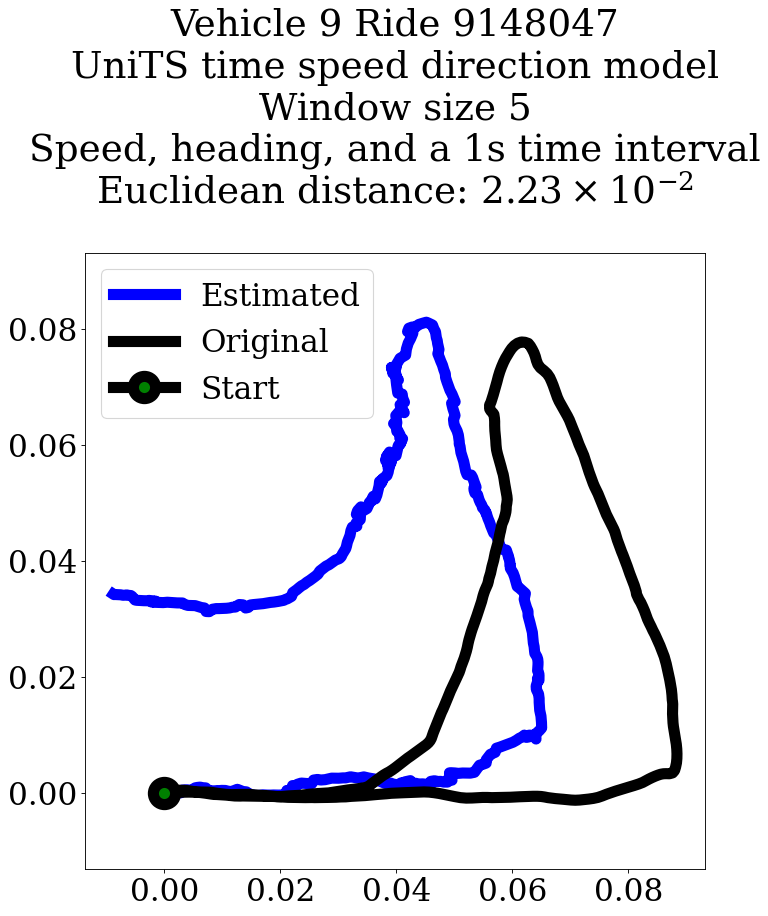 Vehicle 9 Ride 9148047
UniTS time speed direction model
Window size 5
Speed, heading, and a 1s time interval
Euclidean distance: 2.23 × 10⁻²
Estimated
Original
Start
0.08
0.06
0.04
0.02
0.00
0.00 0.02 0.04 0.06 0.08